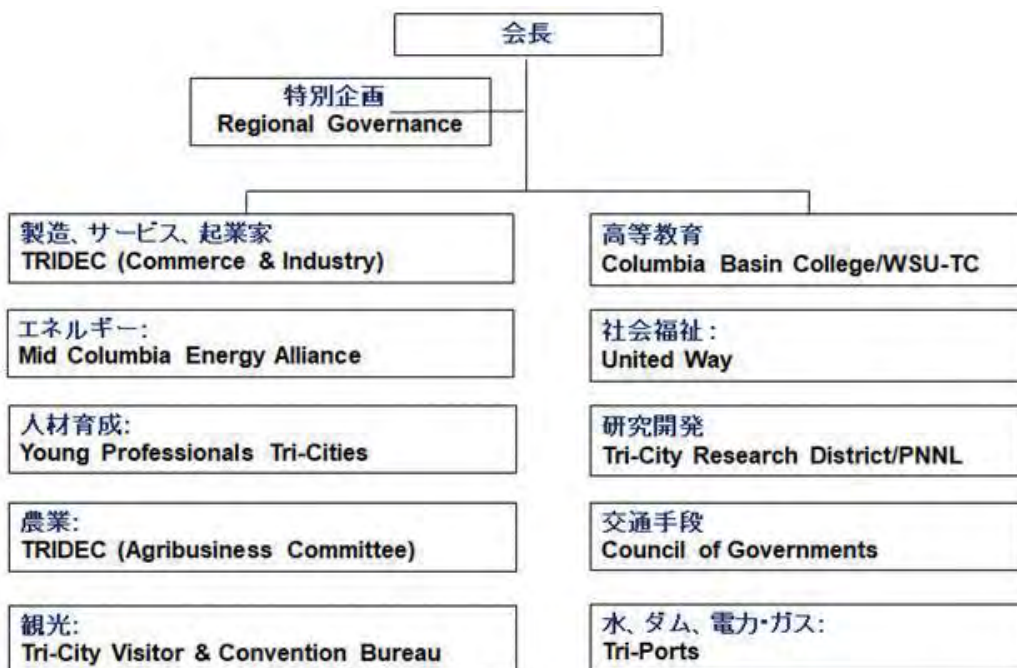 会長
特別企画
Regional Governance
製造、サービス、起業家
TRIDEC (Commerce & Industry)
高等教育
Columbia Basin College/WSU-TC
エネルギー:
Mid Columbia Energy Alliance
社会福祉:
United Way
人材育成:
Young Professionals Tri-Cities
研究開発
Tri-City Research District/PNNL
農業:
TRIDEC (Agribusiness Committee)
交通手段
Council of Governments
観光:
Tri-City Visitor & Convention Bureau
水、ダム、電力・ガス:
Tri-Ports